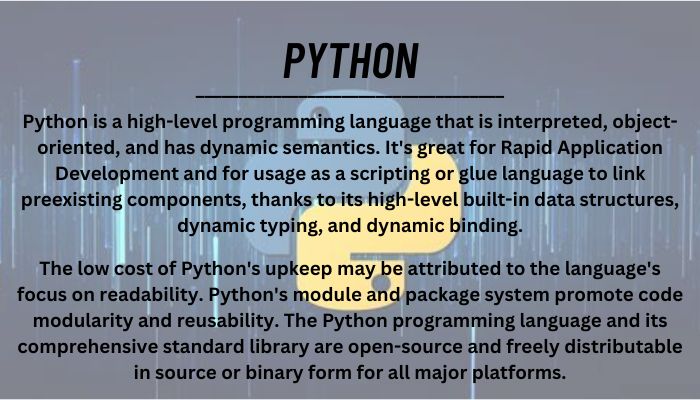 PYTHON
Python is a high-level programming language that is interpreted, object-
oriented, and has dynamic semantics. It's great for Rapid Application
Development and for usage as a scripting or glue language to link
preexisting components, thanks to its high-level built-in data structures,
dynamic typing, and dynamic binding.
The low cost of Python's upkeep may be attributed to the language's
focus on readability. Python's module and package system promote code
modularity and reusability. The Python programming language and its
comprehensive standard library are open-source and freely distributable
in source or binary form for all major platforms.